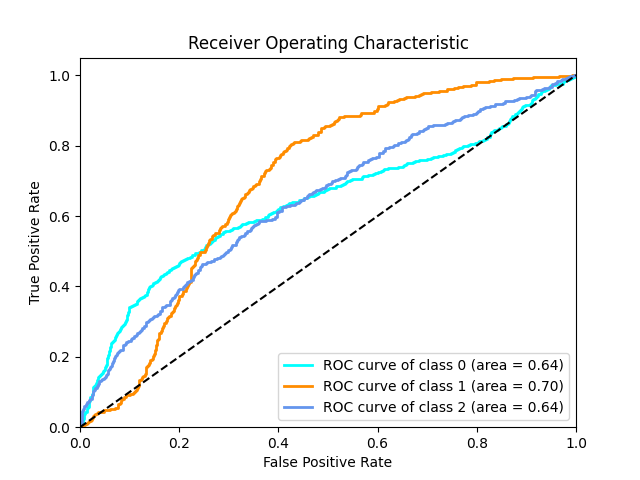 Receiver Operating Characteristic
True Positive Rate
1.0
0.8
0.6
0.4
0.2
0.0
ROC curve of class 0 (area = 0.64)
ROC curve of class 1 (area = 0.70)
ROC curve of class 2 (area = 0.64)
0.0 0.2 0.4 0.6 0.8 1.0
False Positive Rate